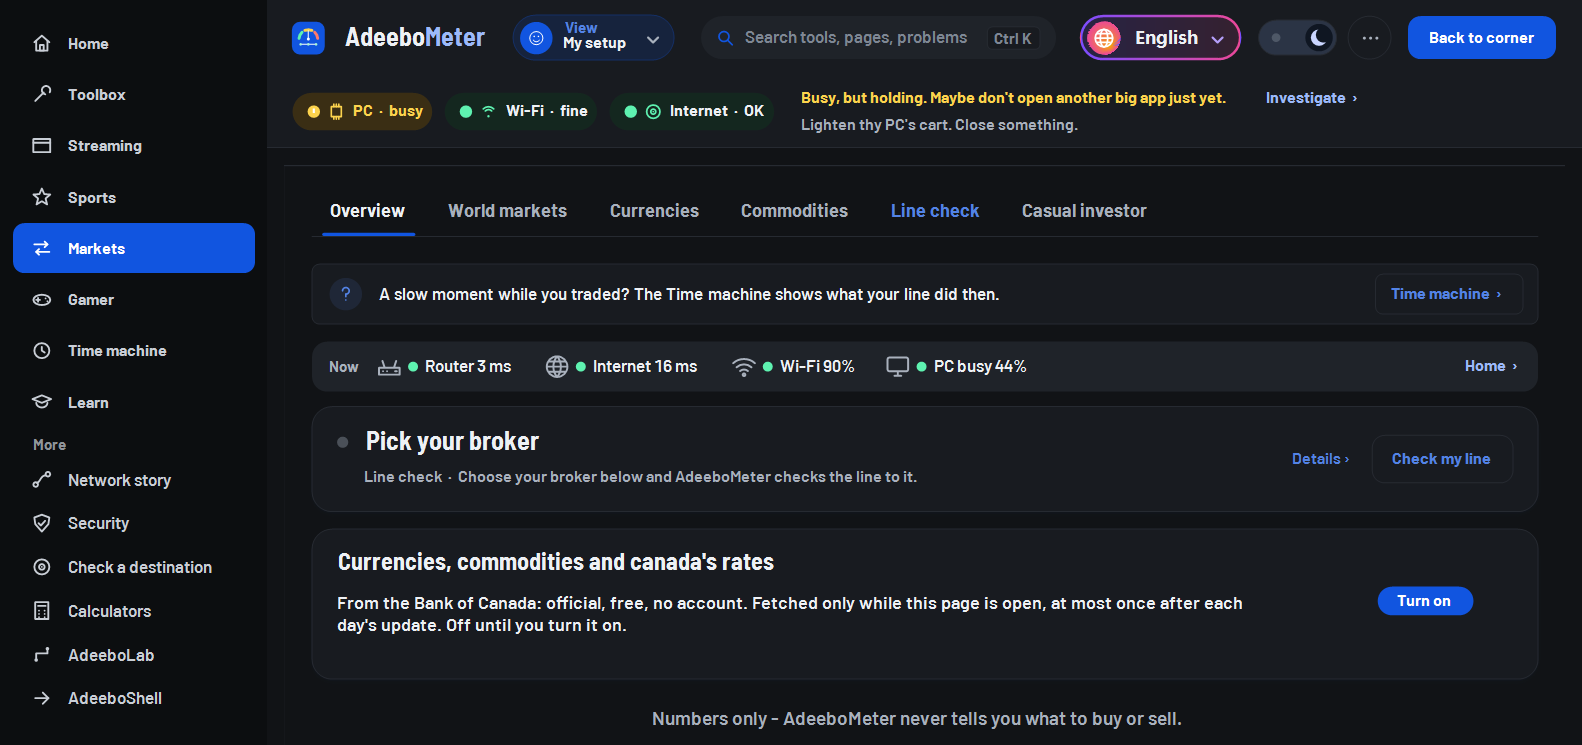 Home
Toolbox
Streaming
Sports
Markets
Gamer
Time machine
Learn
More
Network story
Security
Check a destination
Calculators
AdeeboLab
AdeeboShell
AdeeboMeter
View
My setup
Search tools, pages, problems Ctrl K
English
Back to corner
PC · busy
Wi-Fi · fine
Internet · OK
Busy, but holding. Maybe don't open another big app just yet.
Lighten thy PC's cart. Close something.
Investigate ›
Overview World markets Currencies Commodities Line check Casual investor
? A slow moment while you traded? The Time machine shows what your line did then. Time machine ›
Now Router 3 ms Internet 16 ms Wi-Fi 90% PC busy 44% Home ›
Pick your broker
Line check · Choose your broker below and AdeeboMeter checks the line to it.
Details › Check my line
Currencies, commodities and canada's rates
From the Bank of Canada: official, free, no account. Fetched only while this page is open, at most once after each
day's update. Off until you turn it on.
Turn on
Numbers only - AdeeboMeter never tells you what to buy or sell.